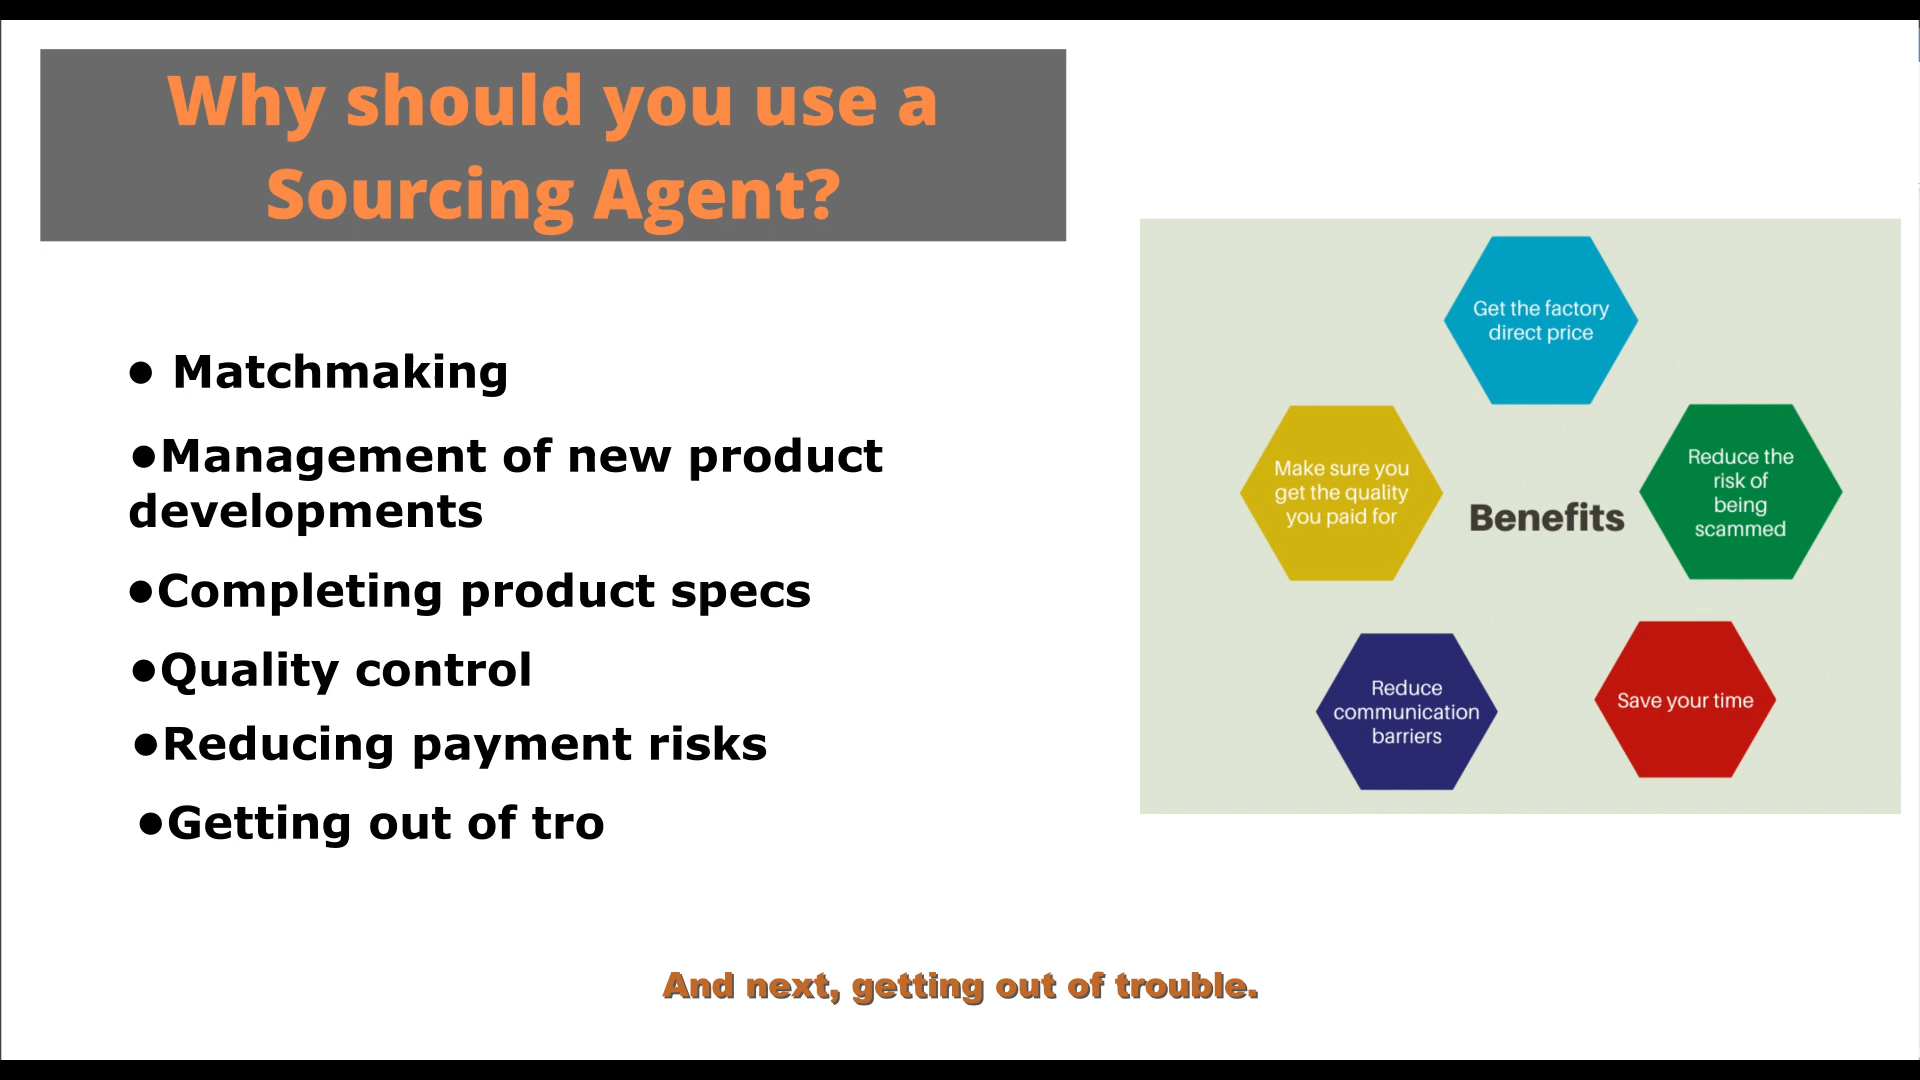 Why should you use a
Sourcing Agent?
• Matchmaking
•Management of new product
developments
•Completing product specs
•Quality control
•Reducing payment risks
•Getting out of tro
Get the factory
direct price
Make sure you
get the quality
you paid for
Benefits
Reduce the
risk of
being
scammed
Reduce
communication
barriers
Save your time
And next, getting out of trouble.